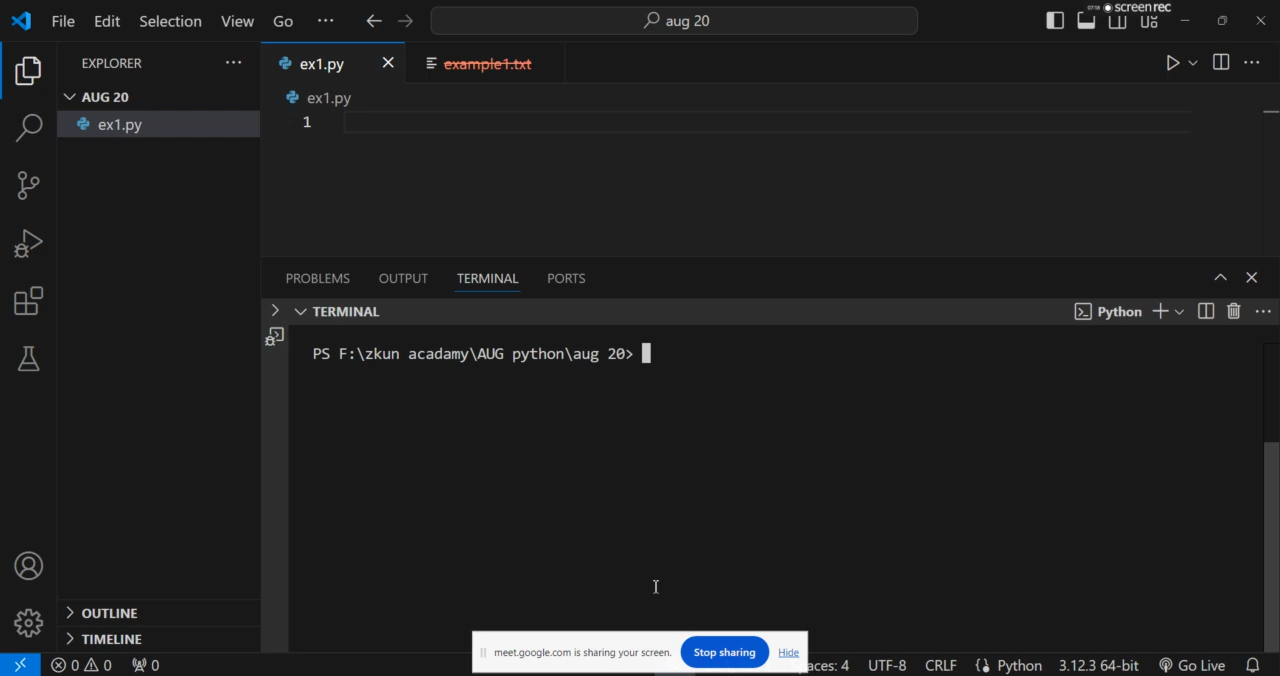 File Edit Selection View Go ··· aug 20
07:18 screenrec
EXPLORER ···
ex1.py example1.txt
AUG 20
ex1.py
ex1.py
1
PROBLEMS OUTPUT TERMINAL PORTS
TERMINAL
Python
PS F:\zkun acadamy\AUG python\aug 20>
OUTLINE
TIMELINE
meet.google.com is sharing your screen. Stop sharing Hide
0 0 0 aces: 4 UTF-8 CRLF Python 3.12.3 64-bit Go Live